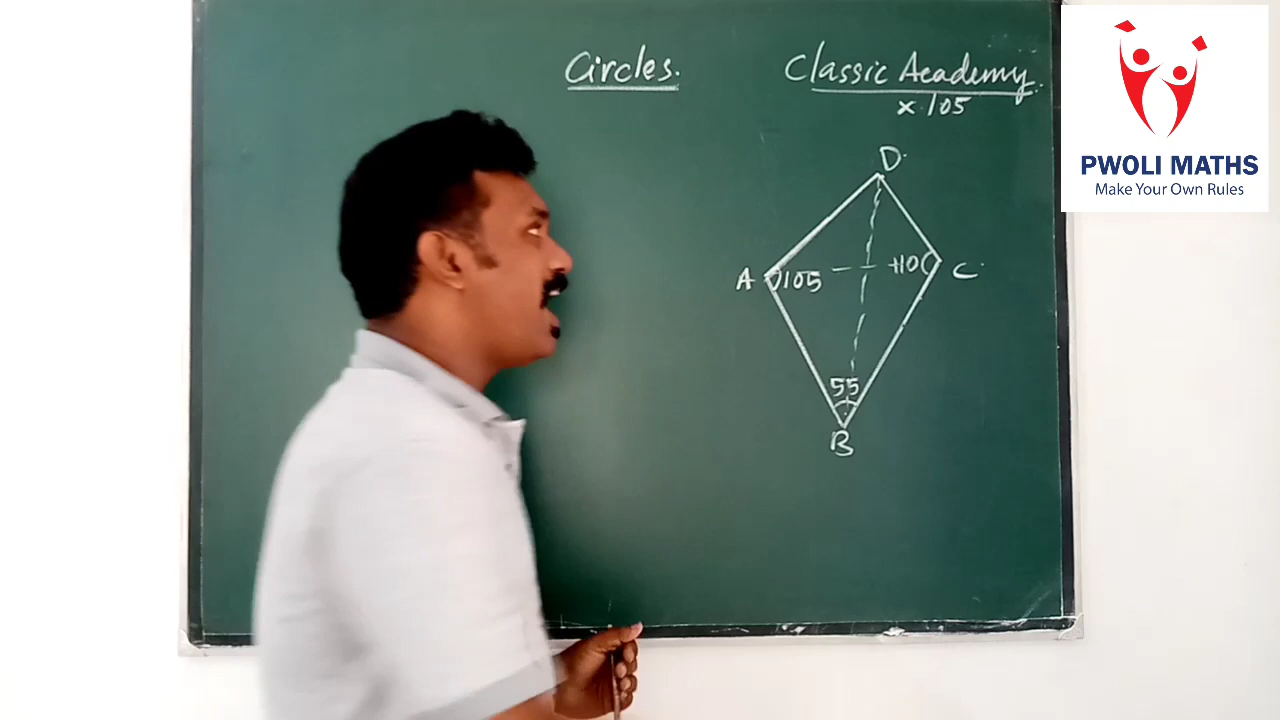 Circles.
Classic Academy.
x 105
PWOLI MATHS
Make Your Own Rules
D.
A
105
110
C.
55
B